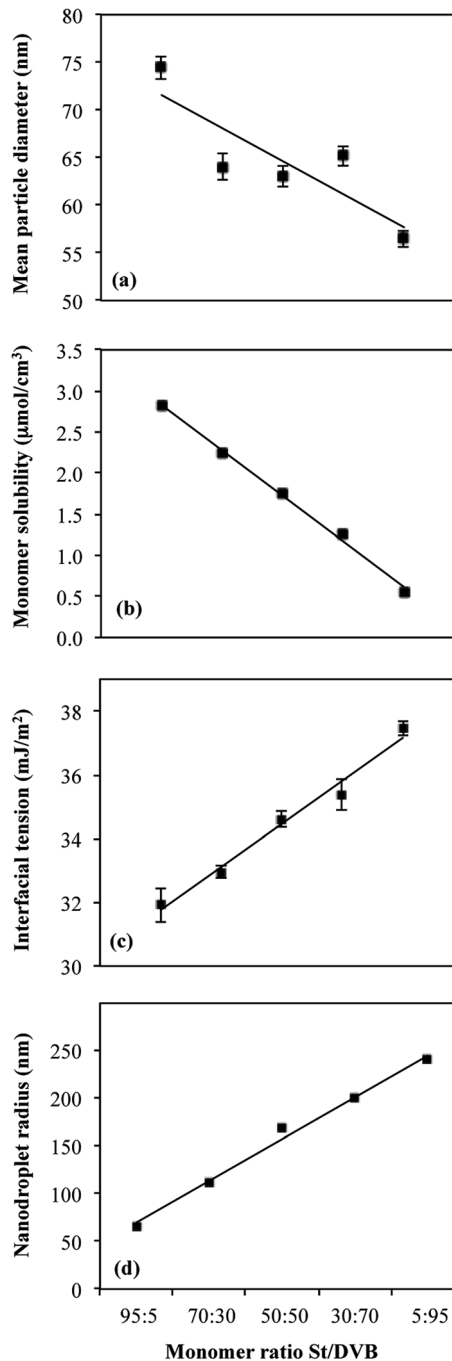 80
75
70
65
60
55
50
Mean particle diameter (nm)
(a)
3.5
3.0
2.5
2.0
1.5
1.0
0.5
0.0
Monomer solubility (μmol/cm³)
(b)
38
36
34
32
30
Interfacial tension (mJ/m²)
(c)
250
200
150
100
50
0
Nanodroplet radius (nm)
(d)
95:5 70:30 50:50 30:70 5:95
Monomer ratio St/DVB